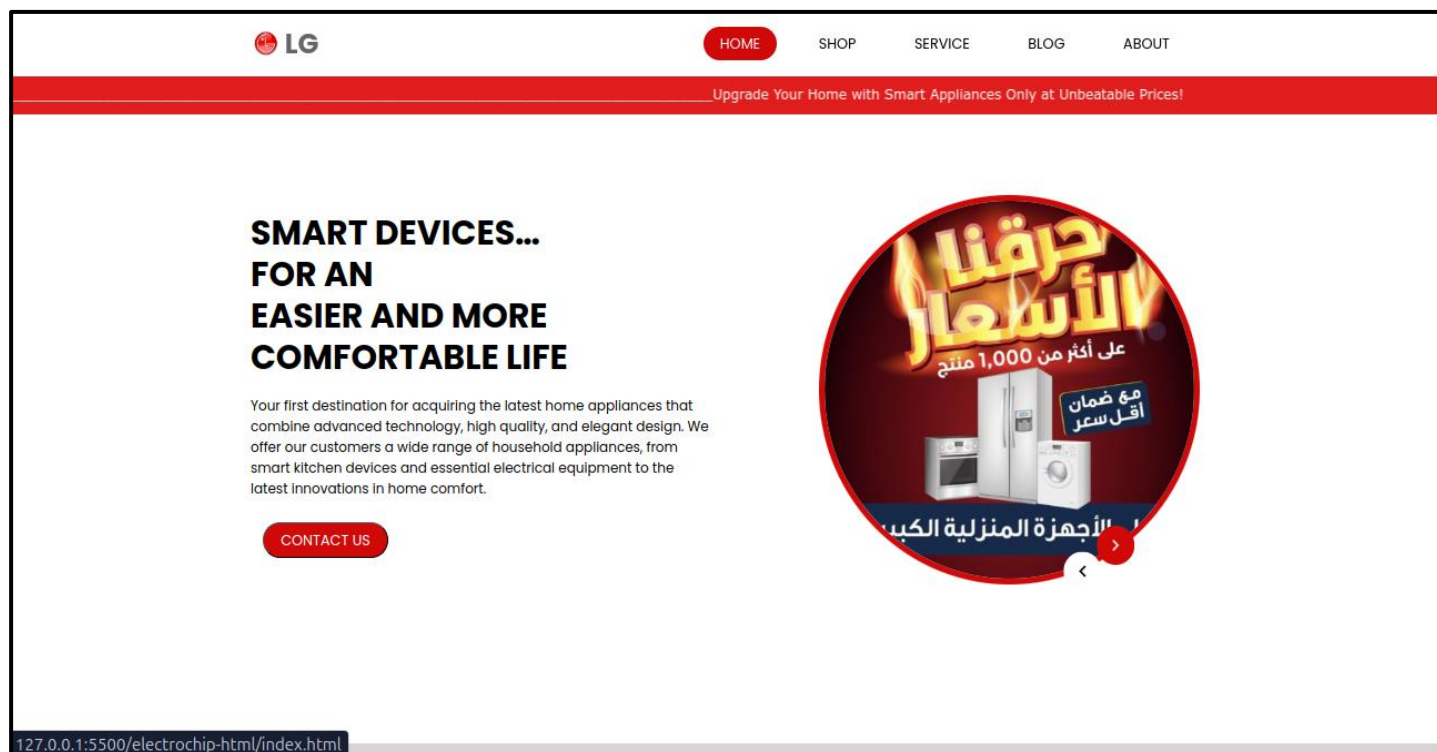 LG
HOME SHOP SERVICE BLOG ABOUT
Upgrade Your Home with Smart Appliances Only at Unbeatable Prices!
SMART DEVICES...
FOR AN
EASIER AND MORE
COMFORTABLE LIFE
Your first destination for acquiring the latest home appliances that
combine advanced technology, high quality, and elegant design. We
offer our customers a wide range of household appliances, from
smart kitchen devices and essential electrical equipment to the
latest innovations in home comfort.
CONTACT US
حرقنا
الأسعار
على أكثر من 1,000 منتج
مع ضمان
أقل سعر
الأجهزة المنزلية
127.0.0.1:5500/electrochip-html/index.html